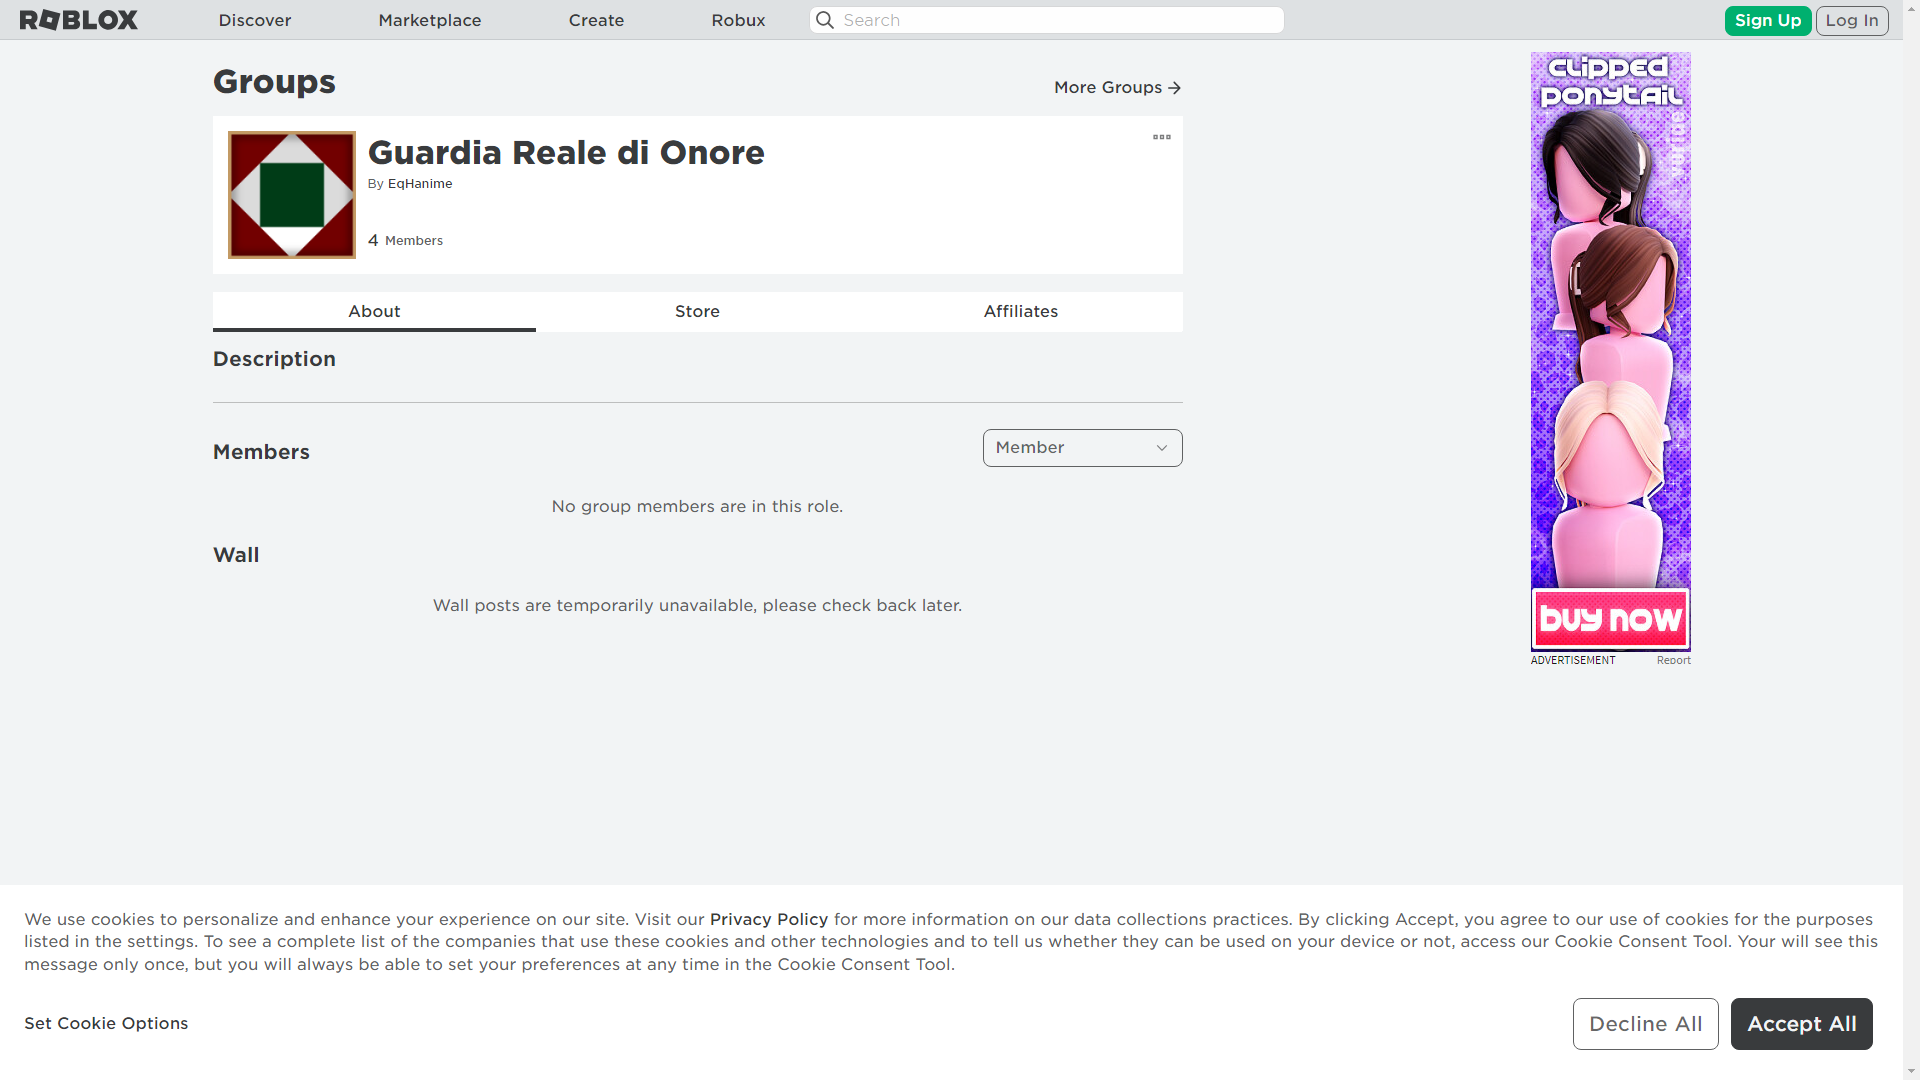 ROBLOX
Discover
Marketplace
Create
Robux
Search
Sign Up
Log In
Groups
More Groups
Guardia Reale di Onore
By EqHanime
4 Members
About
Store
Affiliates
Description
Members
Member
No group members are in this role.
Wall
Wall posts are temporarily unavailable, please check back later.
clipped
ponytail
buy now
ADVERTISEMENT
Report
We use cookies to personalize and enhance your experience on our site. Visit our Privacy Policy for more information on our data collections practices. By clicking Accept, you agree to our use of cookies for the purposes
listed in the settings. To see a complete list of the companies that use these cookies and other technologies and to tell us whether they can be used on your device or not, access our Cookie Consent Tool. Your will see this
message only once, but you will always be able to set your preferences at any time in the Cookie Consent Tool.
Set Cookie Options
Decline All
Accept All